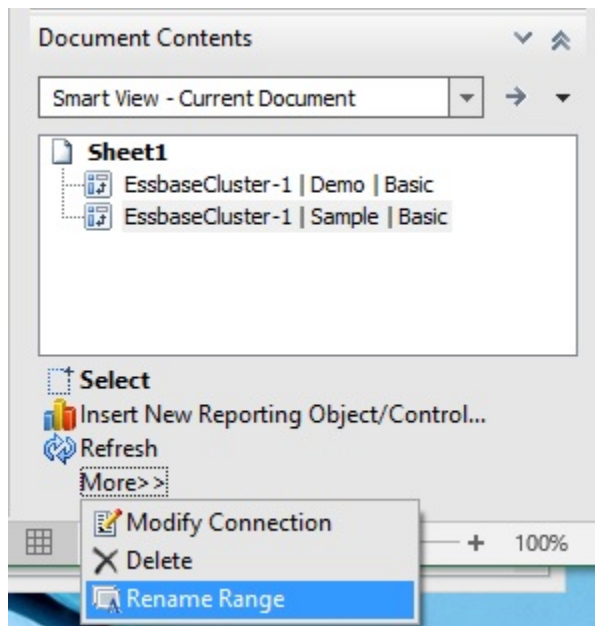 Document Contents
Smart View - Current Document
Sheet1
EssbaseCluster-1 | Demo | Basic
EssbaseCluster-1 | Sample | Basic
Select
Insert New Reporting Object/Control...
Refresh
More>>
Modify Connection
100%
Delete
Rename Range